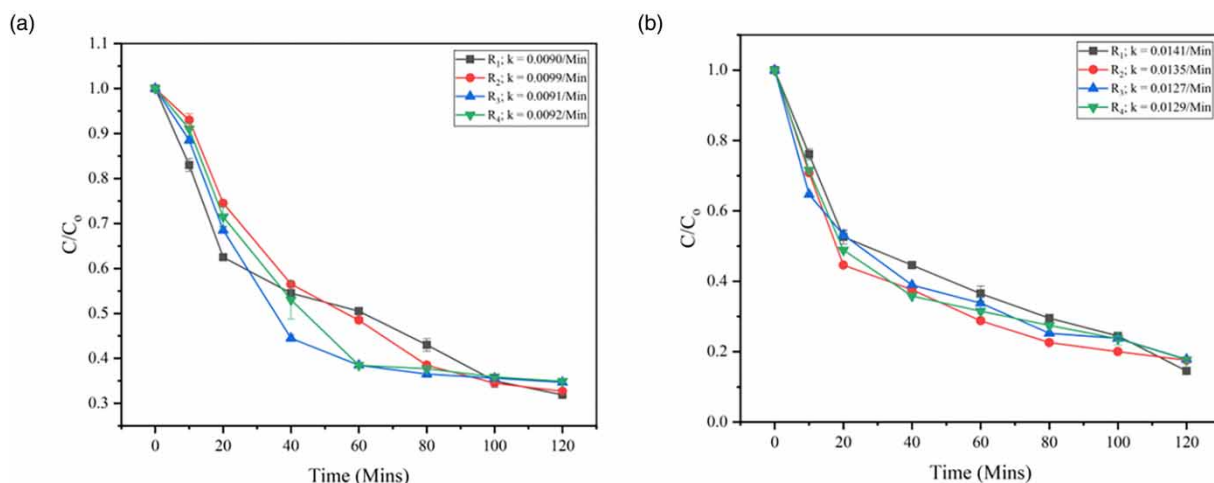 (a)
1.1
1.0
0.9
0.8
0.7
0.6
0.5
0.4
0.3
C/C₀
0 20 40 60 80 100 120
Time (Mins)
R₁; k = 0.0090/Min
R₂; k = 0.0099/Min
R₃; k = 0.0091/Min
R₄; k = 0.0092/Min
(b)
1.0
0.8
0.6
0.4
0.2
0.0
C/C₀
0 20 40 60 80 100 120
Time (Mins)
R₁; k = 0.0141/Min
R₂; k = 0.0135/Min
R₃; k = 0.0127/Min
R₄; k = 0.0129/Min